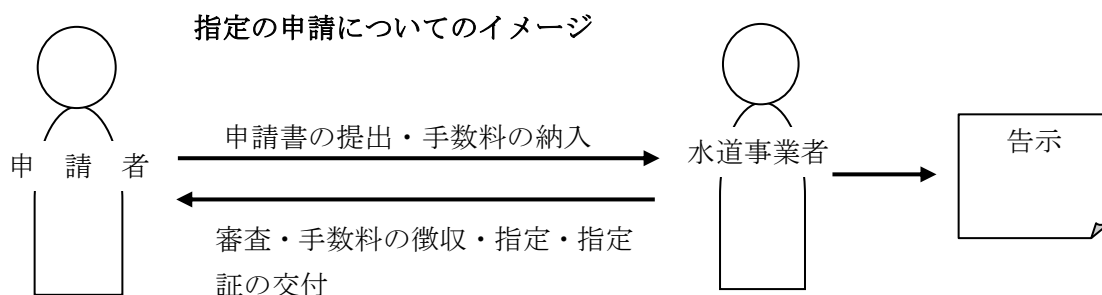 指定の申請についてのイメージ
申請書の提出・手数料の納入
申 請 者
水道事業者
告示
審査・手数料の徴収・指定・指定
証の交付